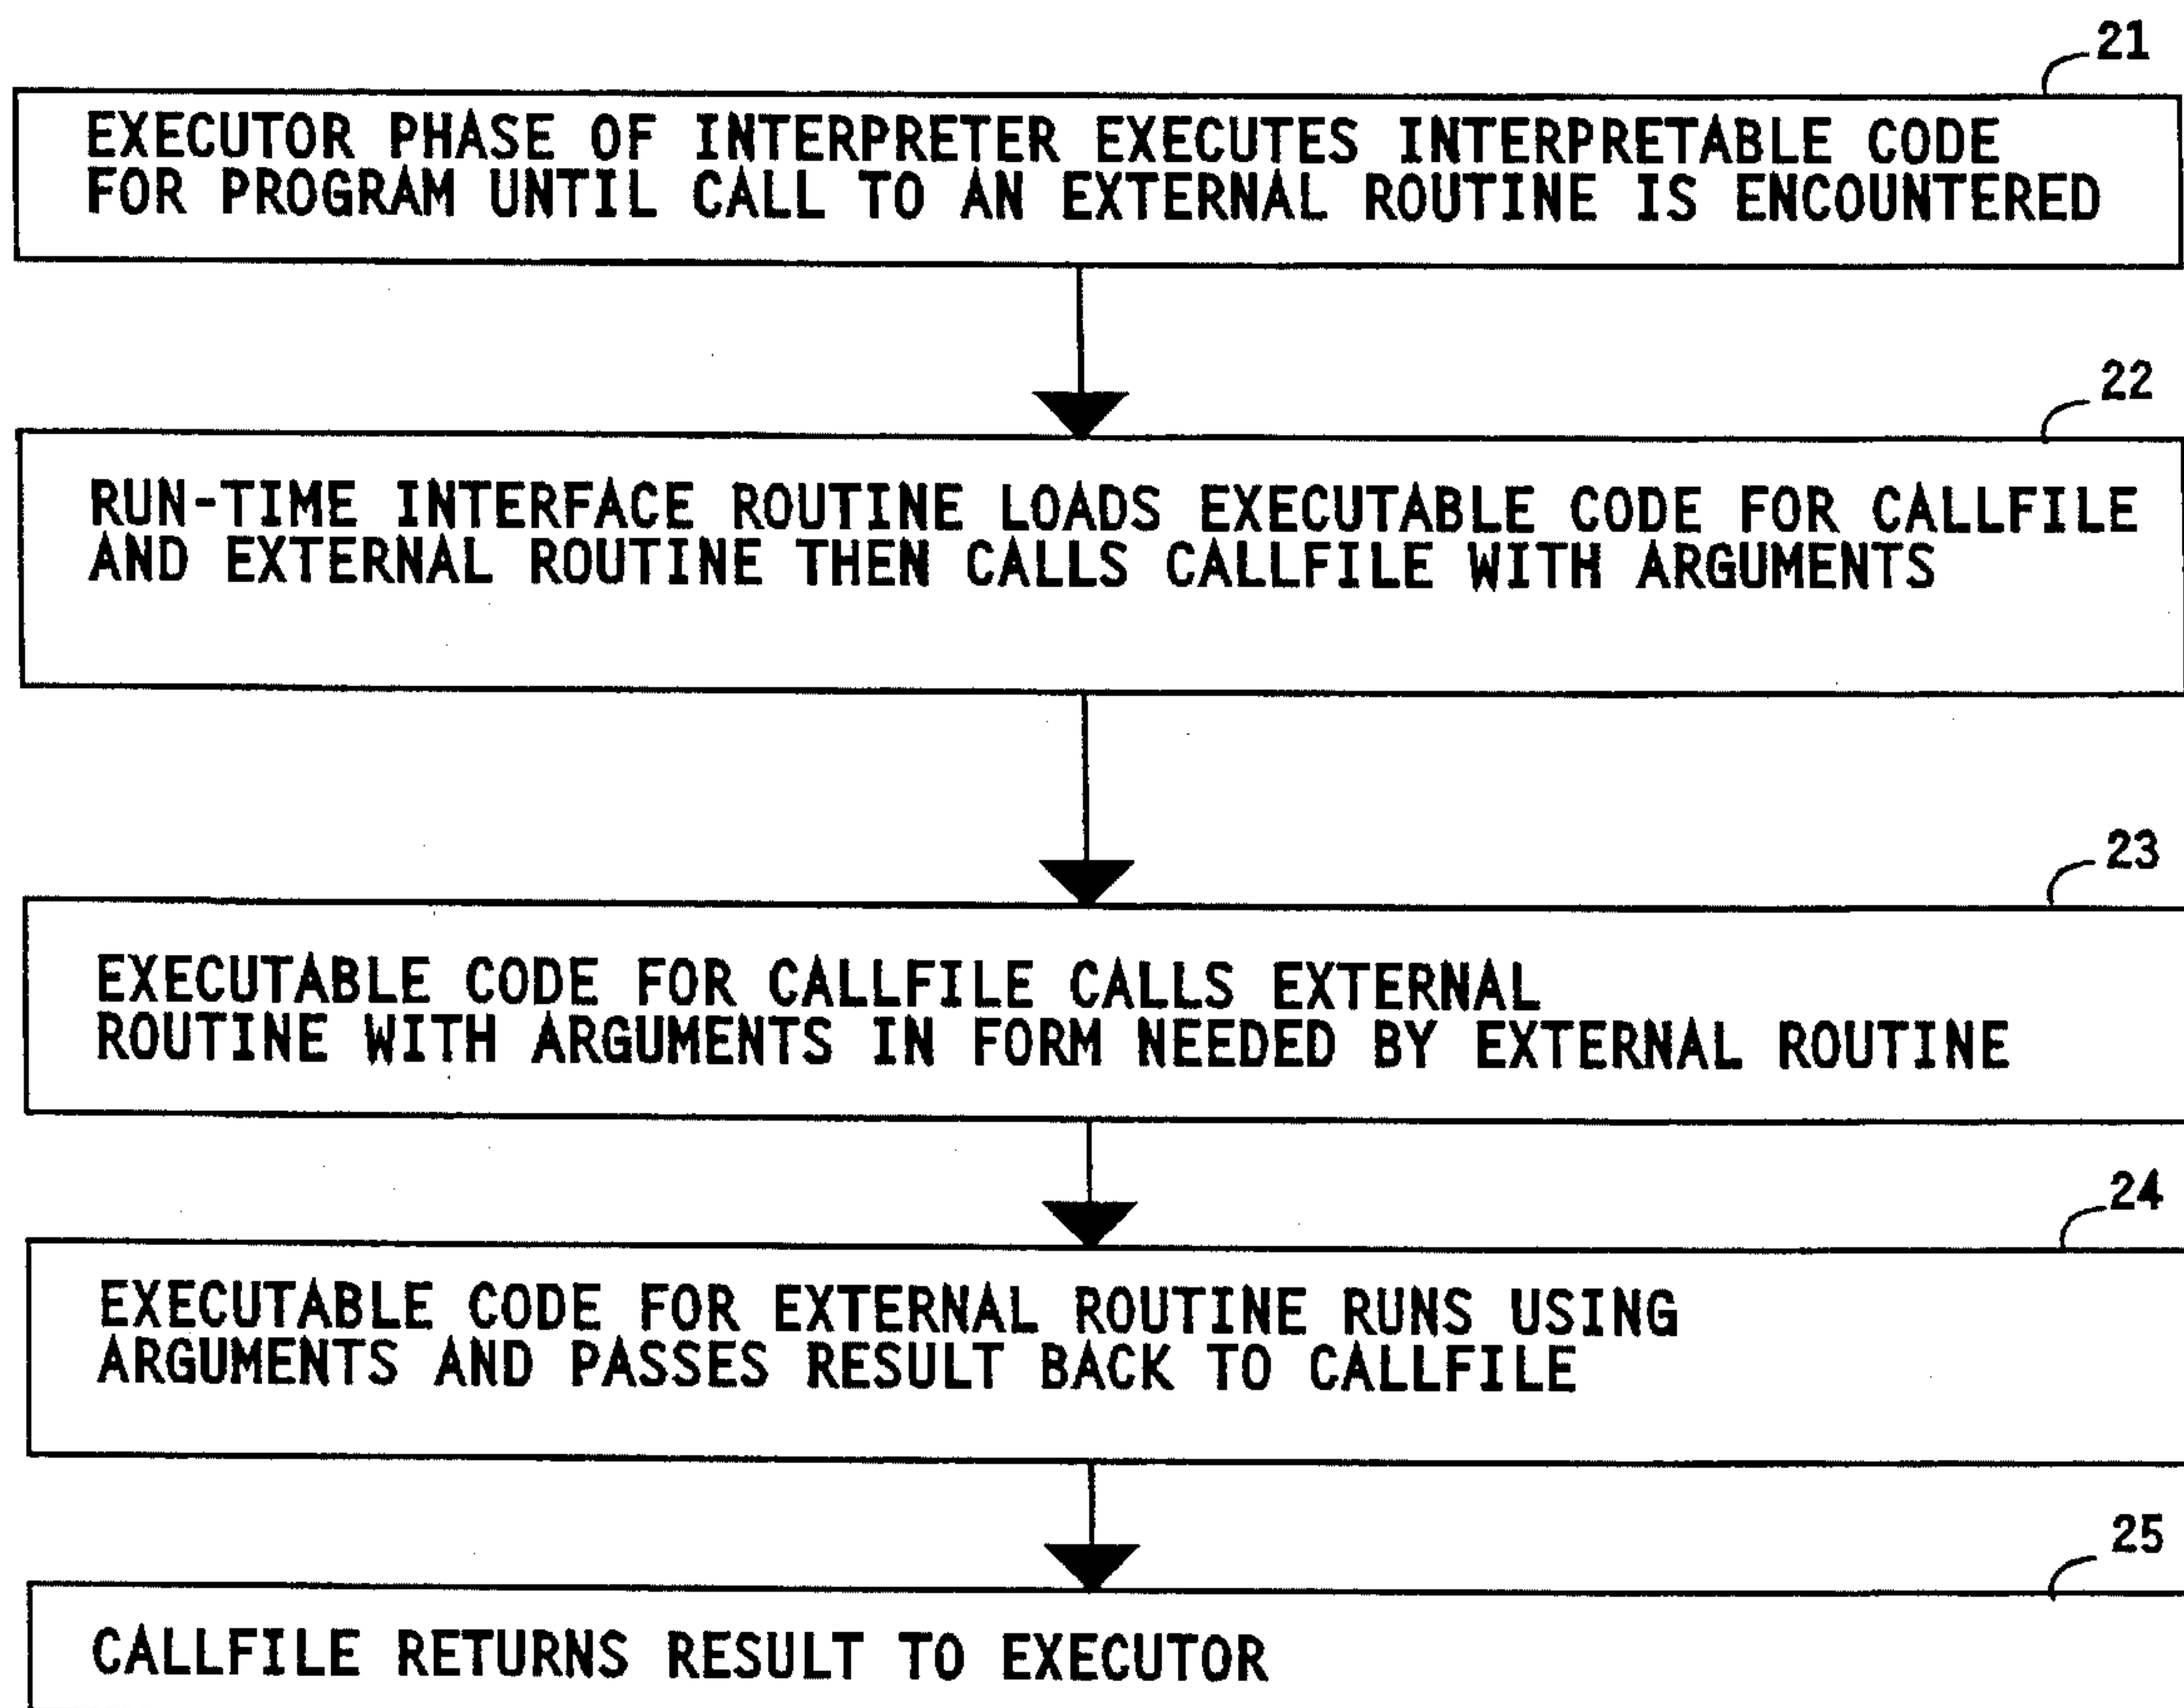 21
EXECUTOR PHASE OF INTERPRETER EXECUTES INTERPRETABLE CODE
FOR PROGRAM UNTIL CALL TO AN EXTERNAL ROUTINE IS ENCOUNTERED
22
RUN-TIME INTERFACE ROUTINE LOADS EXECUTABLE CODE FOR CALLFILE
AND EXTERNAL ROUTINE THEN CALLS CALLFILE WITH ARGUMENTS
23
EXECUTABLE CODE FOR CALLFILE CALLS EXTERNAL
ROUTINE WITH ARGUMENTS IN FORM NEEDED BY EXTERNAL ROUTINE
24
EXECUTABLE CODE FOR EXTERNAL ROUTINE RUNS USING
ARGUMENTS AND PASSES RESULT BACK TO CALLFILE
25
CALLFILE RETURNS RESULT TO EXECUTOR